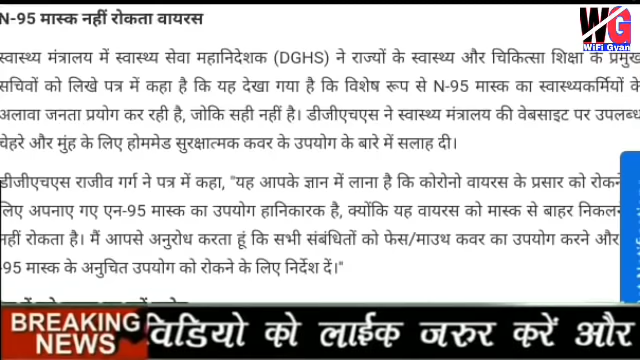 N-95 मास्क नहीं रोकता वायरस
WG
WiFi Gyan
स्वास्थ्य मंत्रालय में स्वास्थ्य सेवा महानिदेशक (DGHS) ने राज्यों के स्वास्थ्य और चिकित्सा शिक्षा के प्रमुख
सचिवों को लिखे पत्र में कहा है कि यह देखा गया है कि विशेष रूप से N-95 मास्क का स्वास्थ्यकर्मियों के
अलावा जनता प्रयोग कर रही है, जोकि सही नहीं है। डीजीएचएस ने स्वास्थ्य मंत्रालय की वेबसाइट पर उपलब्ध
चेहरे और मुंह के लिए होममेड सुरक्षात्मक कवर के उपयोग के बारे में सलाह दी।
डीजीएचएस राजीव गर्ग ने पत्र में कहा, "यह आपके ज्ञान में लाना है कि कोरोनो वायरस के प्रसार को रोकने
लिए अपनाए गए एन-95 मास्क का उपयोग हानिकारक है, क्योंकि यह वायरस को मास्क से बाहर निकलन
नहीं रोकता है। मैं आपसे अनुरोध करता हूं कि सभी संबंधितों को फेस/माउथ कवर का उपयोग करने और
-95 मास्क के अनुचित उपयोग को रोकने के लिए निर्देश दें।"
BREAKING NEWS
विडियो को लाईक जरुर करें और